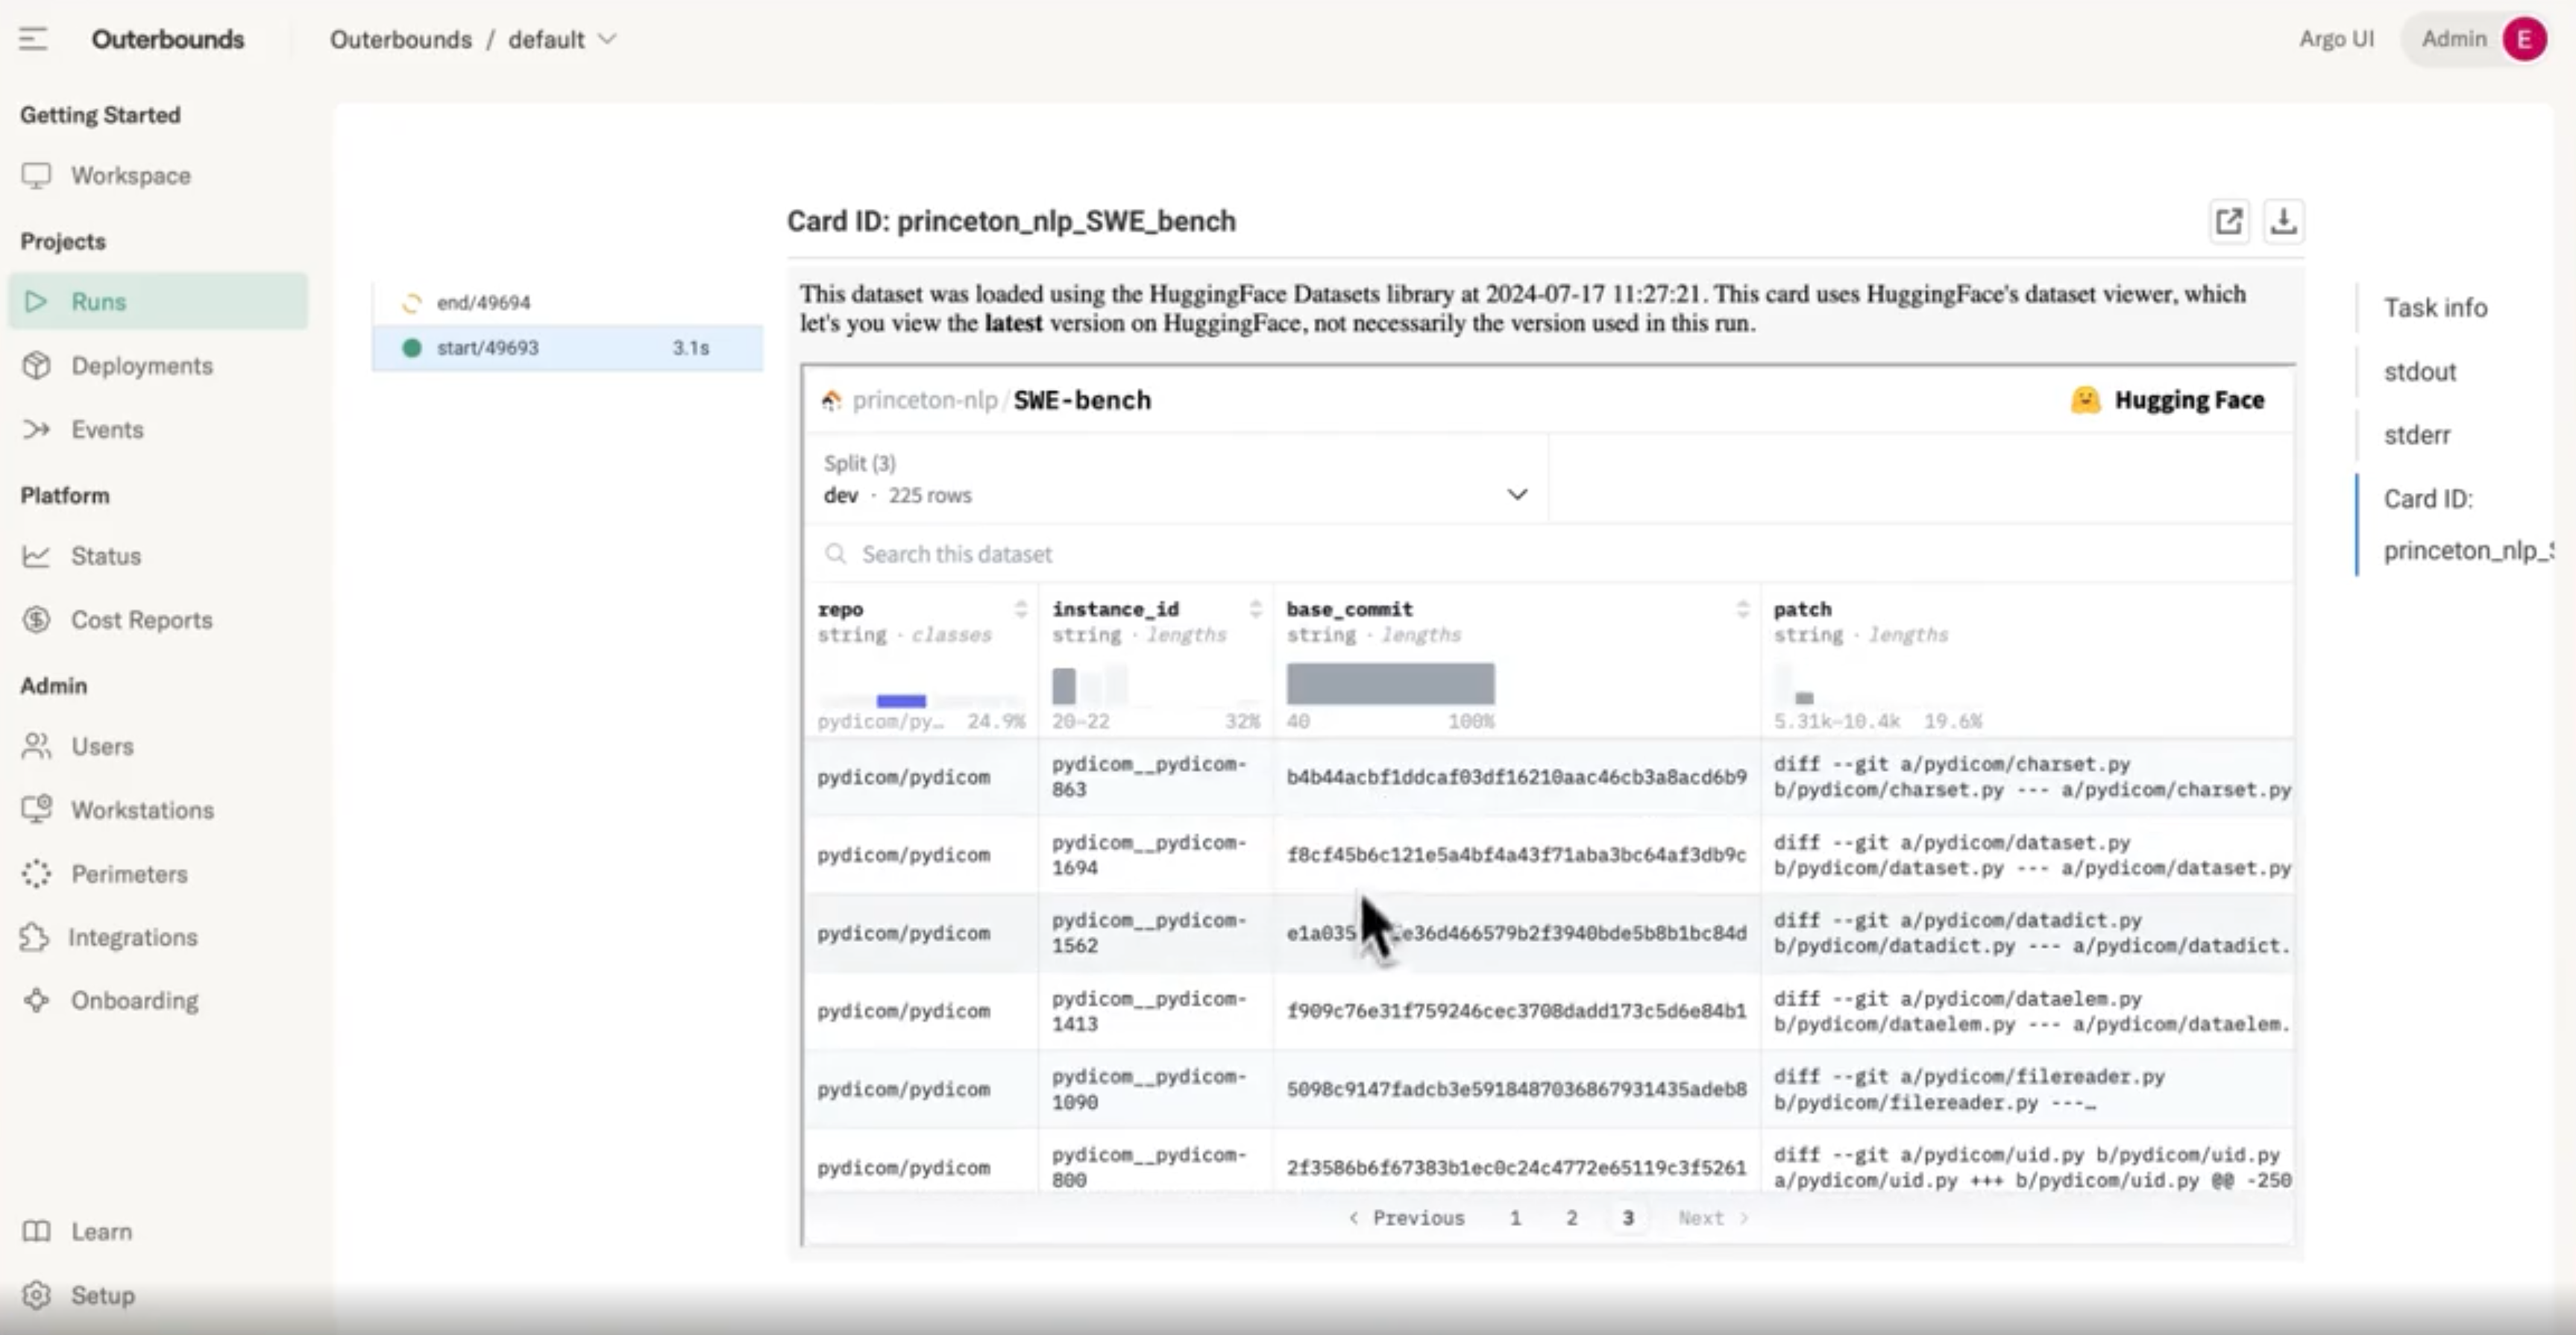 Outerbounds
Outerbounds / default
Argo UI
Admin
E
Getting Started
Workspace
Projects
Runs
Deployments
Events
Platform
Status
Cost Reports
Admin
Users
Workstations
Perimeters
Integrations
Onboarding
Learn
Setup
end/49694
start/49693 3.1s
Card ID: princeton_nlp_SWE_bench
This dataset was loaded using the HuggingFace Datasets library at 2024-07-17 11:27:21. This card uses HuggingFace's dataset viewer, which
let's you view the latest version on HuggingFace, not necessarily the version used in this run.
princeton-nlp/SWE-bench
Hugging Face
Split (3)
dev · 225 rows
Search this dataset
repo instance_id base_commit patch
string · classes string · lengths string · lengths string · lengths
pydicom/py… 24.9% 20–22 32% 40 100% 5.31k–10.4k 19.6%
pydicom/pydicom
pydicom__pydicom-
863
b4b44acbf1ddcaf03df16210aac46cb3a8acd6b9
diff --git a/pydicom/charset.py
b/pydicom/charset.py --- a/pydicom/charset.py
pydicom/pydicom
pydicom__pydicom-
1694
f8cf45b6c121e5a4bf4a43f71aba3bc64af3db9c
diff --git a/pydicom/dataset.py
b/pydicom/dataset.py --- a/pydicom/dataset.py
pydicom/pydicom
pydicom__pydicom-
1562
e1a035 e36d466579b2f3940bde5b8b1bc84d
diff --git a/pydicom/datadict.py
b/pydicom/datadict.py --- a/pydicom/datadict.
pydicom/pydicom
pydicom__pydicom-
1413
f909c76e31f759246cec3708dadd173c5d6e84b1
diff --git a/pydicom/dataelem.py
b/pydicom/dataelem.py --- a/pydicom/dataelem.
pydicom/pydicom
pydicom__pydicom-
1090
5098c9147fadcb3e5918487036867931435adeb8
diff --git a/pydicom/filereader.py
b/pydicom/filereader.py ---…
pydicom/pydicom
pydicom__pydicom-
800
2f3586b6f67383b1ec0c24c4772e65119c3f5261
diff --git a/pydicom/uid.py b/pydicom/uid.py
a/pydicom/uid.py +++ b/pydicom/uid.py @@ -250
< Previous 1 2 3 Next >
Task info
stdout
stderr
Card ID:
princeton_nlp_